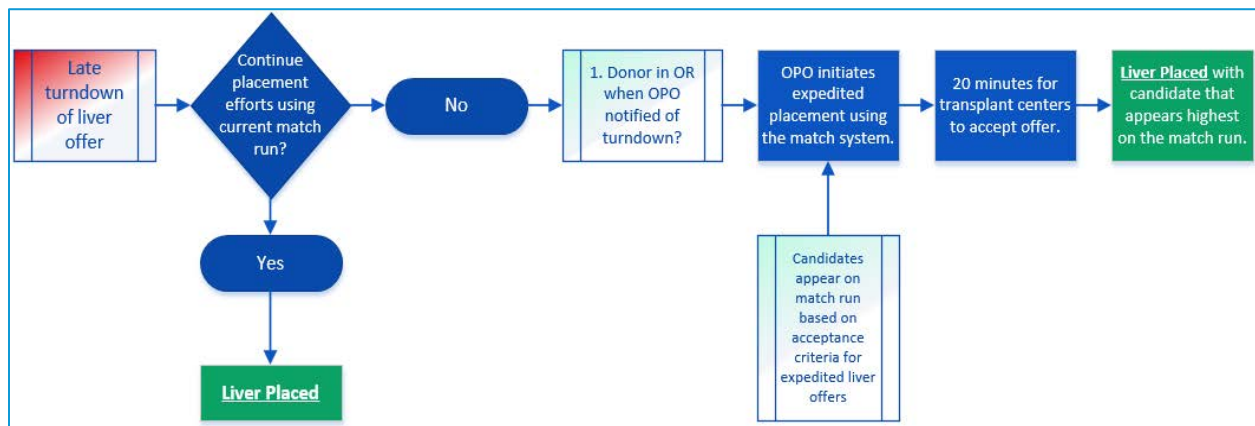 Late
turndown
of liver
offer
Continue
placement
efforts using
current match
run?
No
1. Donor in OR
when OPO
notified of
turndown?
OPO initiates
expedited
placement using
the match system.
20 minutes for
transplant centers
to accept offer.
Liver Placed with
candidate that
appears highest
on the match run.
Yes
Liver Placed
Candidates
appear on
match run
based on
acceptance
criteria for
expedited liver
offers